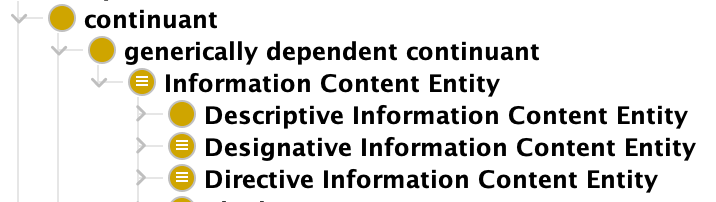 continuant
generically dependent continuant
Information Content Entity
Descriptive Information Content Entity
Designative Information Content Entity
Directive Information Content Entity